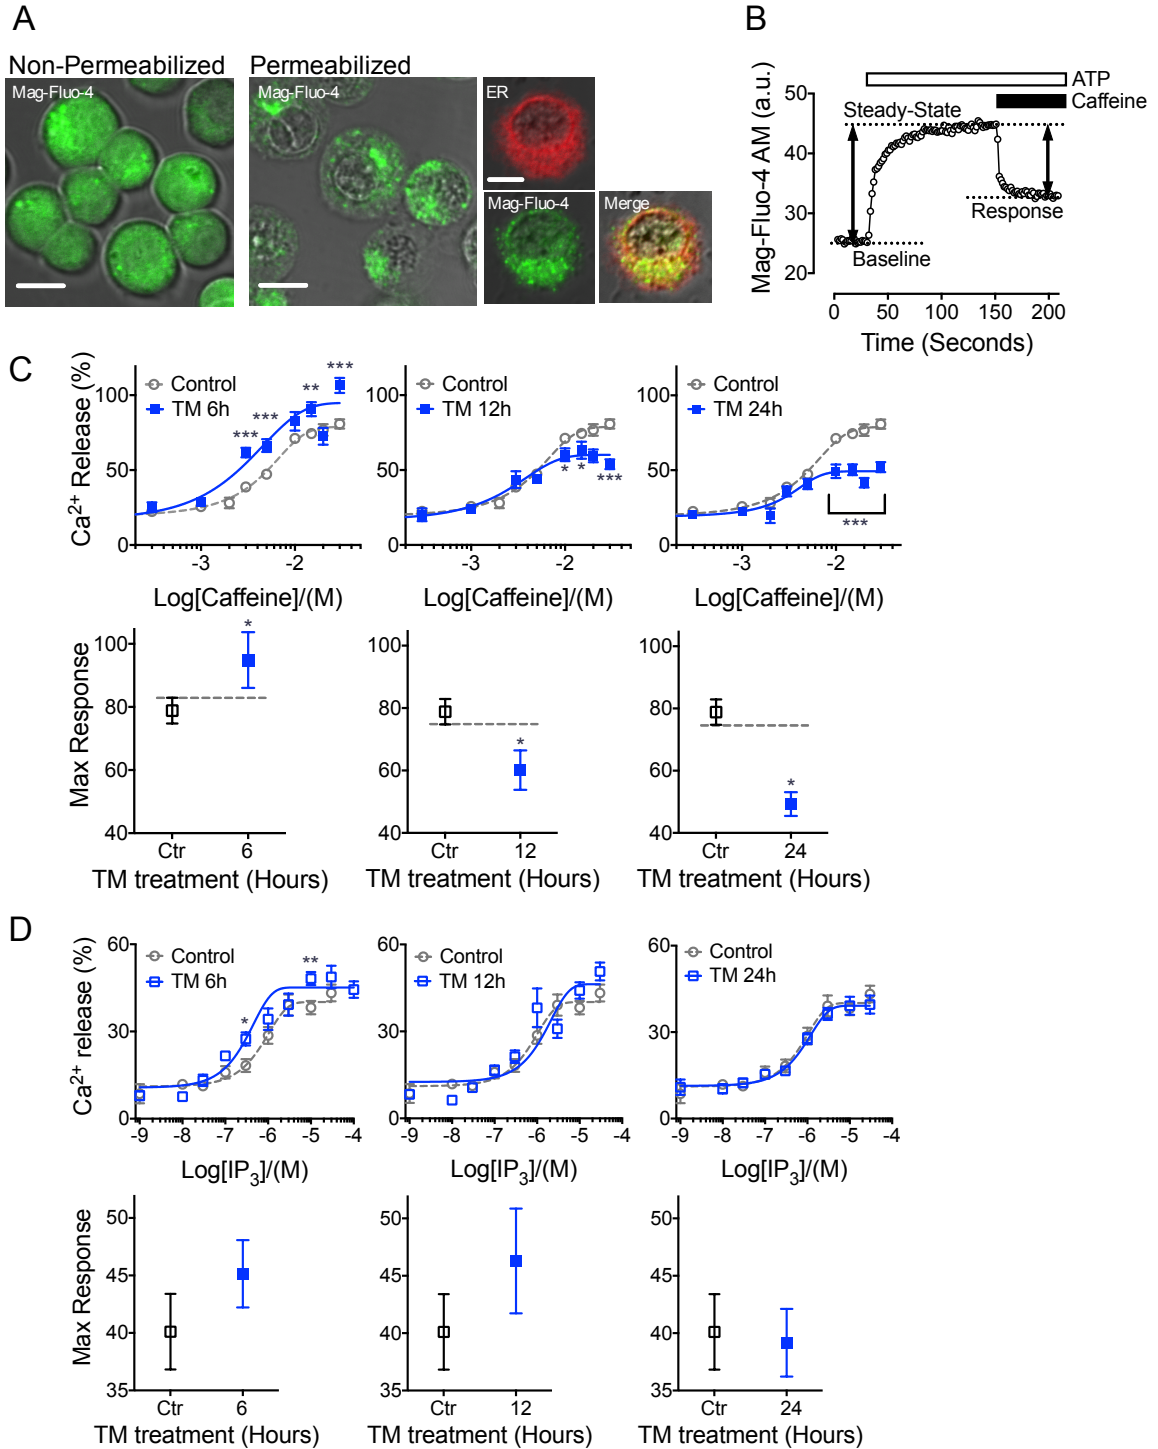 A
Non-Permeabilized
Mag-Fluo-4
Permeabilized
Mag-Fluo-4
ER
Mag-Fluo-4
Merge
B
Mag-Fluo-4 AM (a.u.)
50
40
30
20
ATP
Caffeine
Steady-State
Response
Baseline
0 50 100 150 200
Time (Seconds)
C
Ca2+ Release (%)
100
50
0
Control
TM 6h
***
***
**
***
-3 -2
Log[Caffeine]/(M)
100
50
0
Control
TM 12h
*
*
***
-3 -2
Log[Caffeine]/(M)
100
50
0
Control
TM 24h
***
-3 -2
Log[Caffeine]/(M)
Max Response
100
80
60
40
*
Ctr 6
TM treatment (Hours)
100
80
60
40
*
Ctr 12
TM treatment (Hours)
100
80
60
40
*
Ctr 24
TM treatment (Hours)
D
Ca2+ release (%)
60
30
0
Control
TM 6h
*
**
-9 -8 -7 -6 -5 -4
Log[IP3]/(M)
60
30
0
Control
TM 12h
-9 -8 -7 -6 -5 -4
Log[IP3]/(M)
60
30
0
Control
TM 24h
-9 -8 -7 -6 -5 -4
Log[IP3]/(M)
Max Response
50
45
40
35
Ctr 6
TM treatment (Hours)
50
45
40
35
Ctr 12
TM treatment (Hours)
50
45
40
35
Ctr 24
TM treatment (Hours)